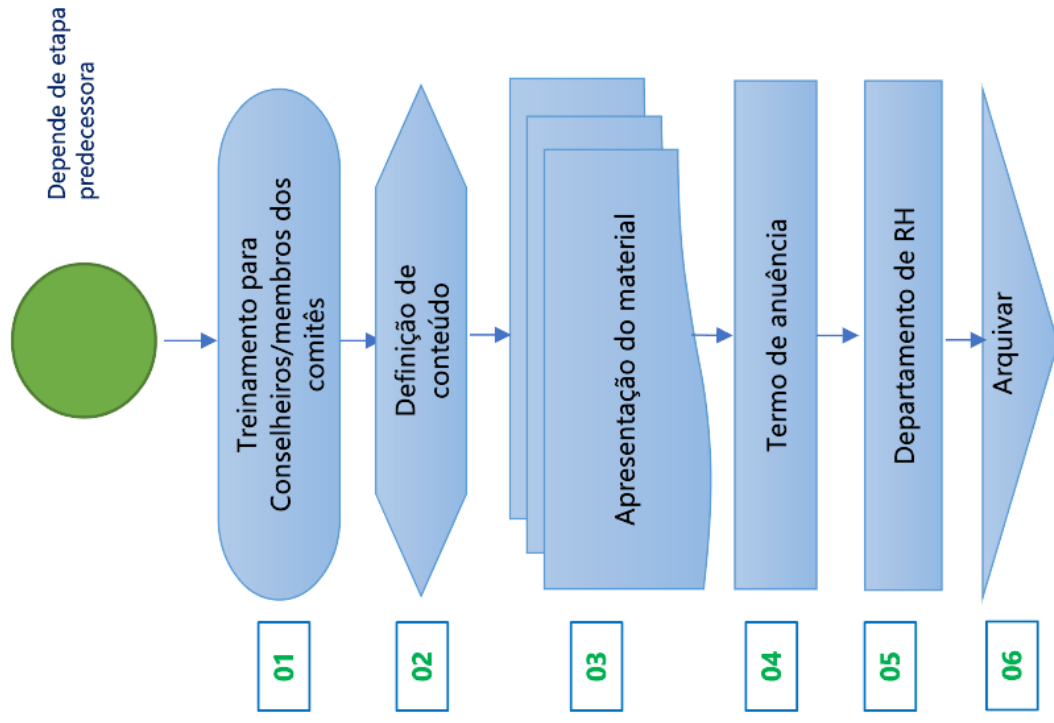 Depende de etapa
predecessora
01
Treinamento para
Conselheiros/membros dos
comitês
02
Definição de
conteúdo
03
Apresentação do material
04
Termo de anuência
05
Departamento de RH
06
Arquivar